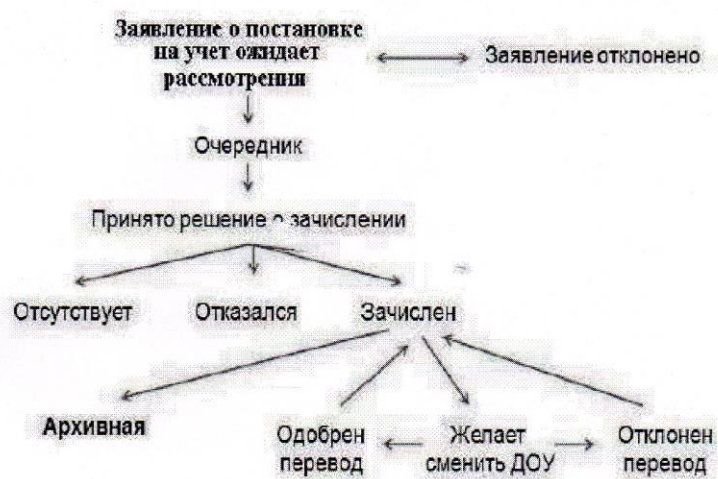 Заявление о постановке
на учет ожидает
рассмотрения
Заявление отклонено
Очередник
Принято решение о зачислении
Отсутствует
Отказался
Зачислен
Архивная
Одобрен
перевод
Желает
сменить ДОУ
Отклонен
перевод